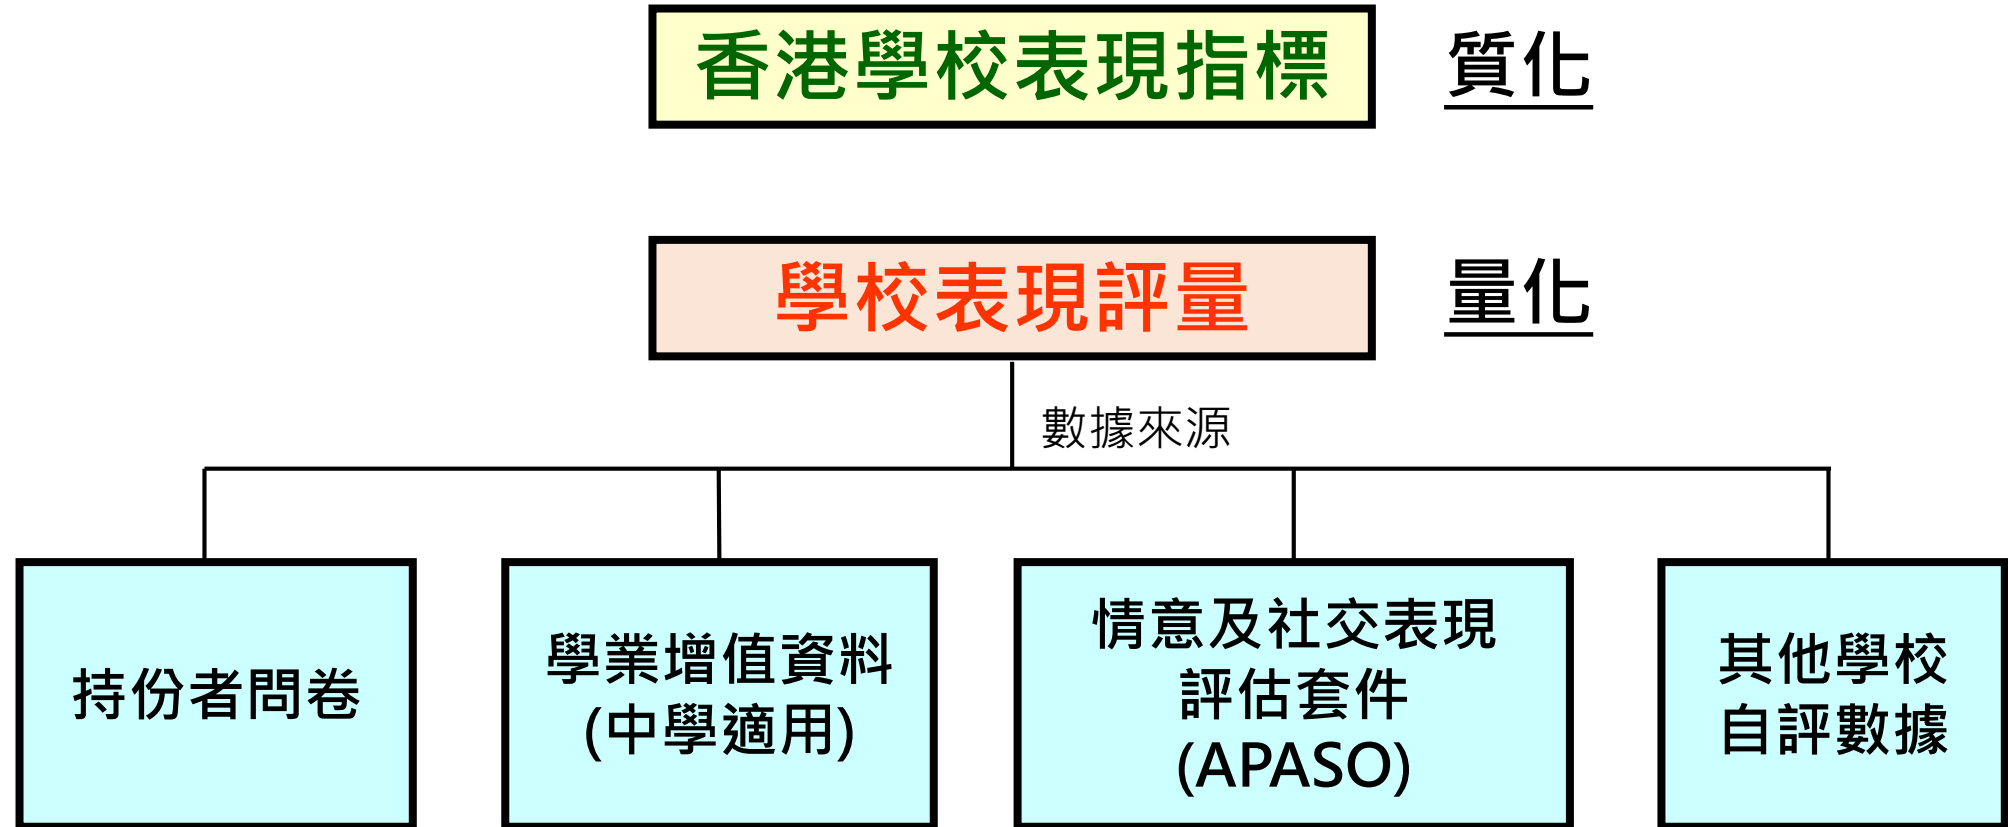 香港學校表現指標
質化
學校表現評量
量化
數據來源
持份者問卷
學業增值資料
(中學適用)
情意及社交表現
評估套件
(APASO)
其他學校
自評數據